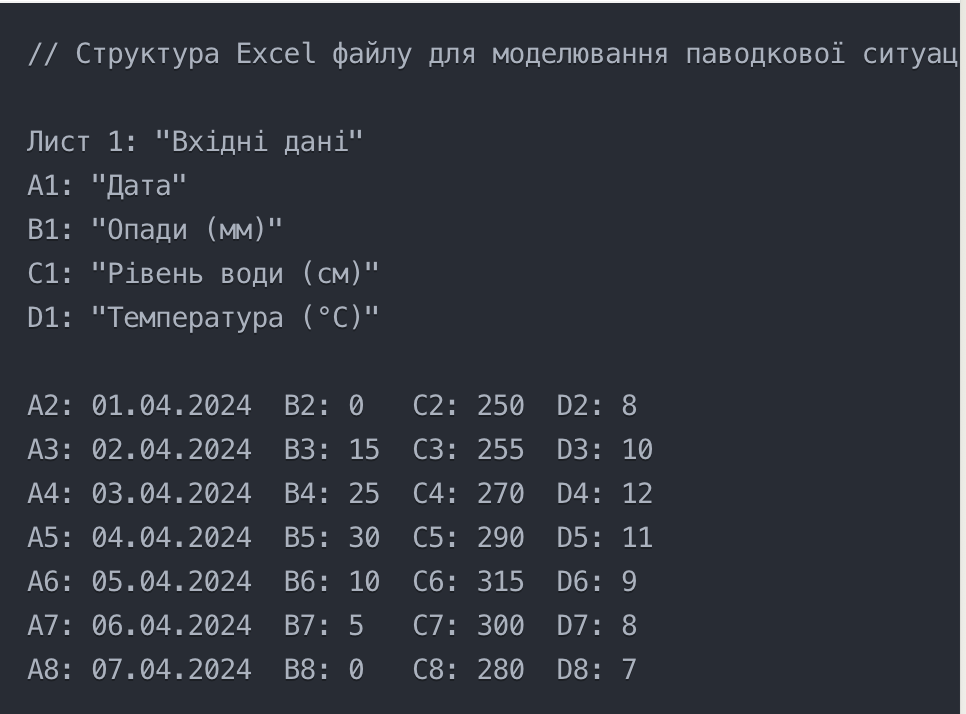 // Структура Excel файлу для моделювання паводкової ситуац
Лист 1: "Вхідні дані"
A1: "Дата"
B1: "Опади (мм)"
C1: "Рівень води (см)"
D1: "Температура (°C)"
A2: 01.04.2024  B2: 0   C2: 250  D2: 8
A3: 02.04.2024  B3: 15  C3: 255  D3: 10
A4: 03.04.2024  B4: 25  C4: 270  D4: 12
A5: 04.04.2024  B5: 30  C5: 290  D5: 11
A6: 05.04.2024  B6: 10  C6: 315  D6: 9
A7: 06.04.2024  B7: 5   C7: 300  D7: 8
A8: 07.04.2024  B8: 0   C8: 280  D8: 7